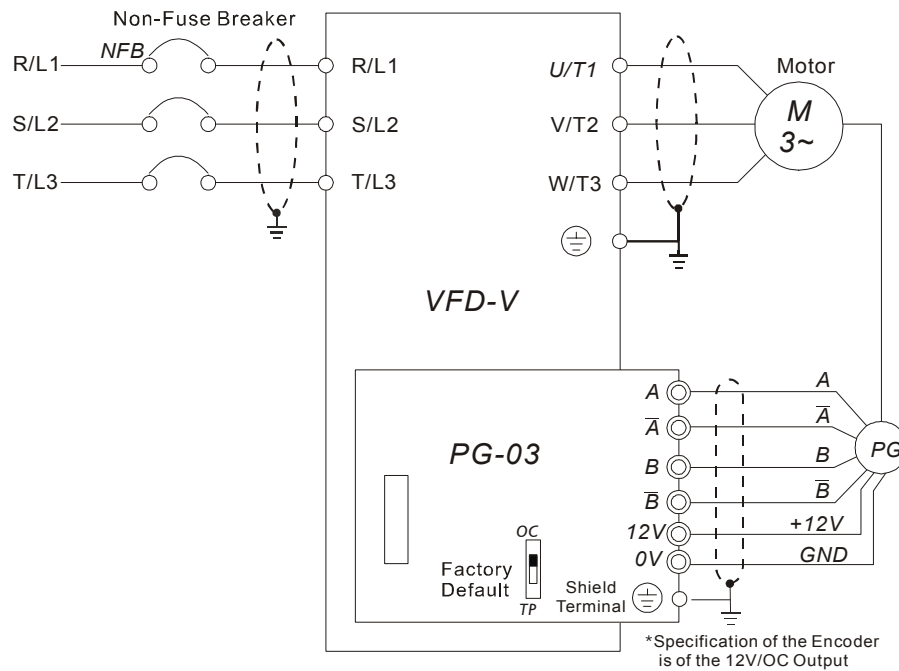 Non-Fuse Breaker
NFB
R/L1
S/L2
T/L3
R/L1
S/L2
T/L3
U/T1
V/T2
W/T3
Motor
M
3~
VFD-V
PG-03
A
A̅
B
B̅
12V
0V
A
A̅
B
B̅
+12V
GND
PG
OC
Factory
Default
TP
Shield
Terminal
*Specification of the Encoder
is of the 12V/OC Output